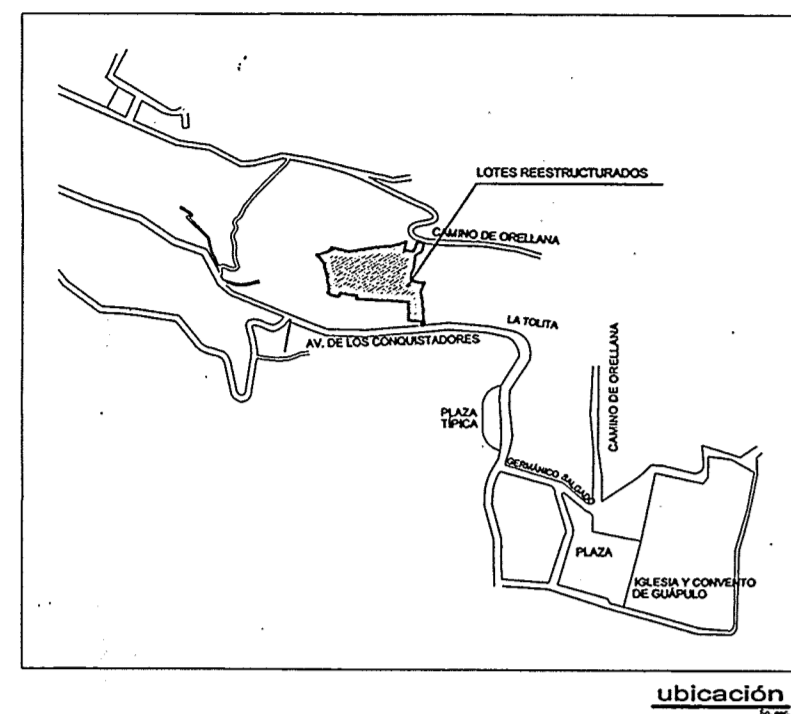 LOTES REESTRUCTURADOS
CAMINO DE ORELLANA
LA TOLITA
AV. DE LOS CONQUISTADORES
CAMINO DE ORELLANA
PLAZA
TÍPICA
GERMÁNICO SALGADO
PLAZA
IGLESIA Y CONVENTO
DE GUÁPULO
ubicación